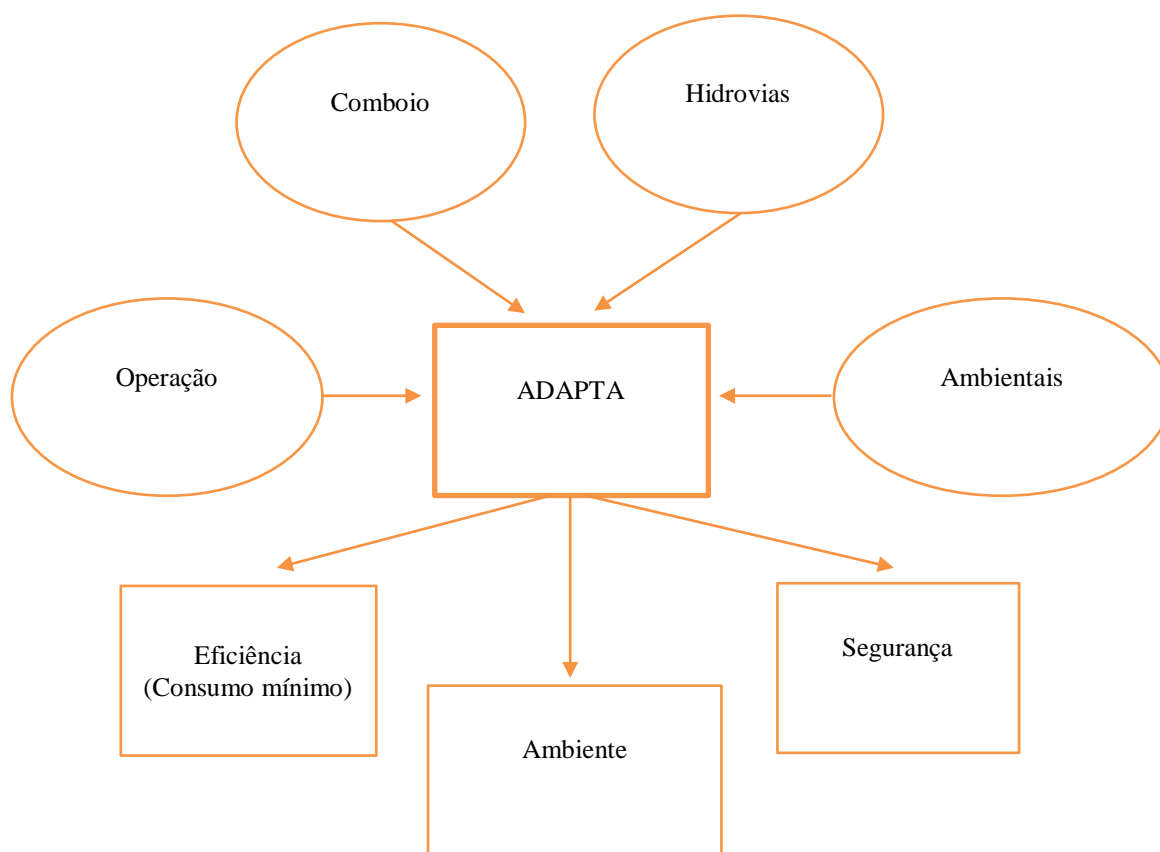 Comboio
Hidrovias
Operação
ADAPTA
Ambientais
Eficiência
(Consumo mínimo)
Ambiente
Segurança